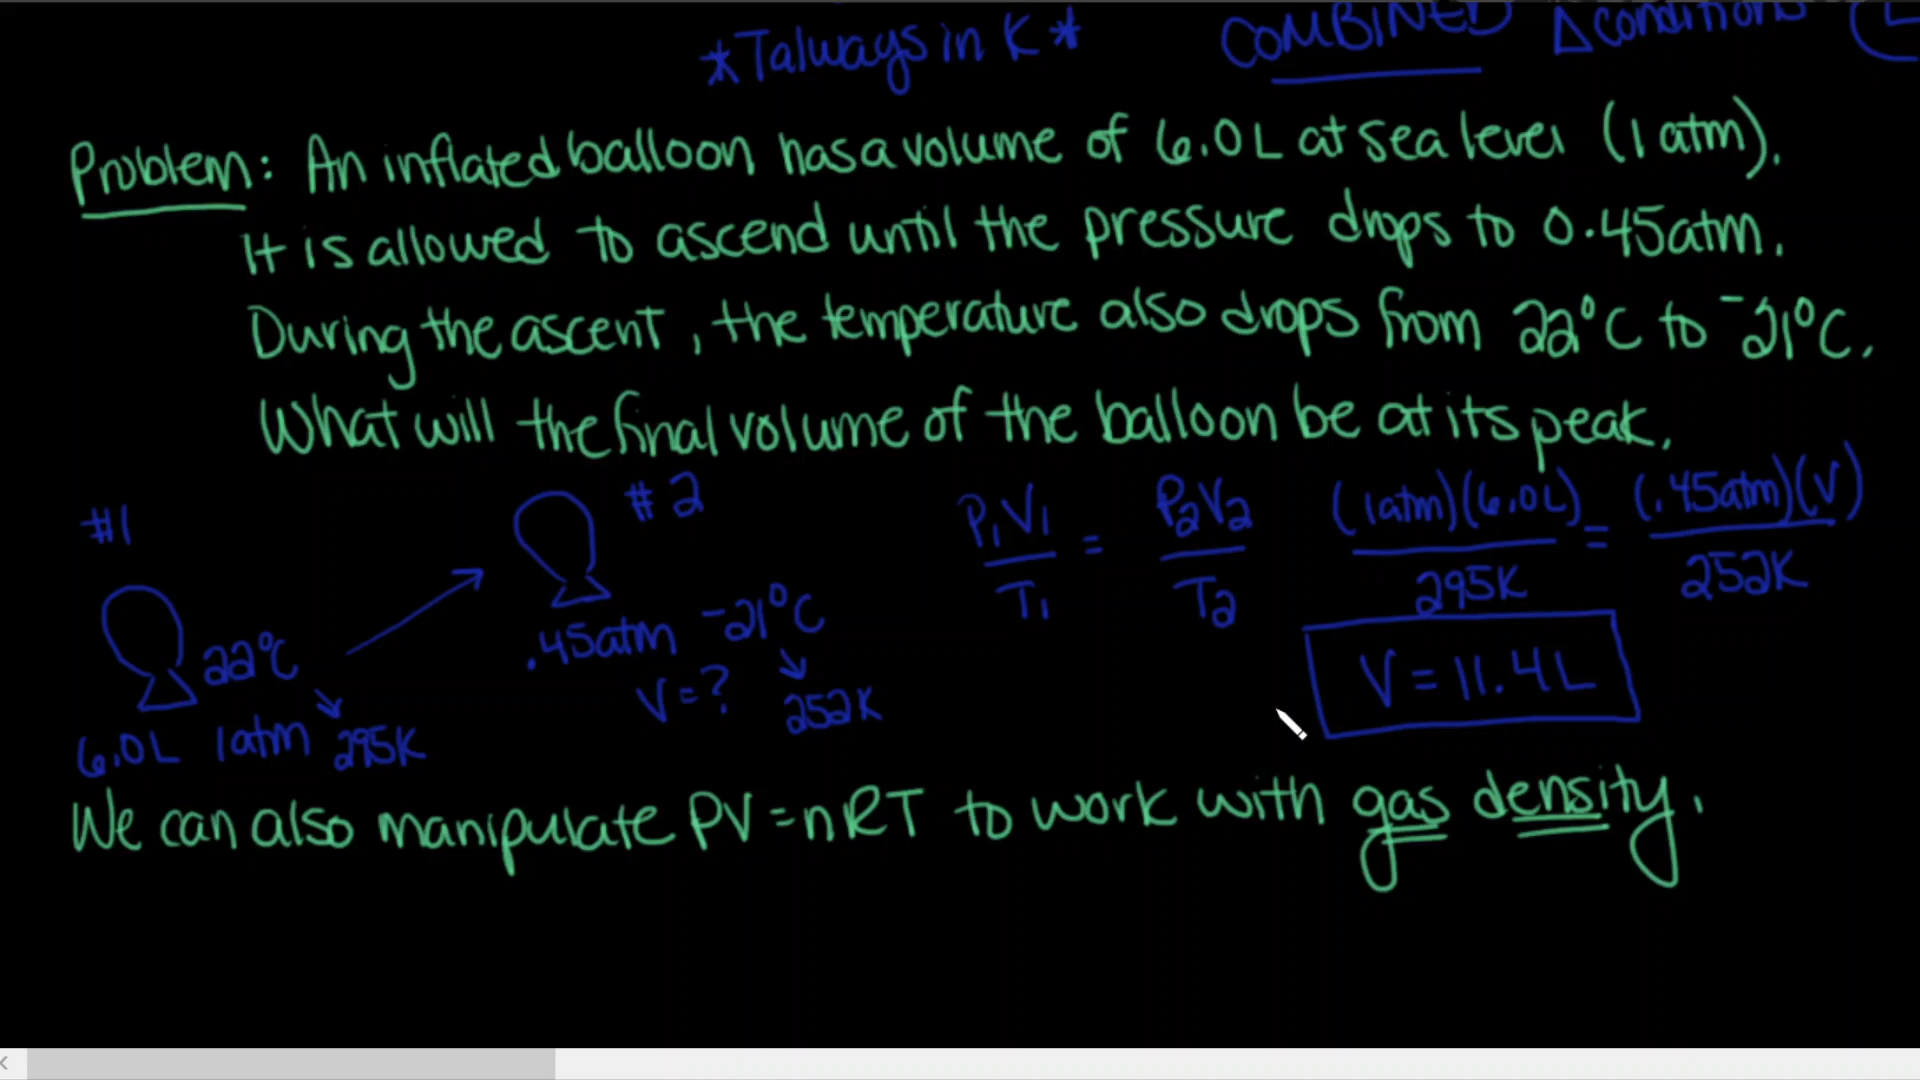 *T always in K* COMBINED Δ conditions
Problem: An inflated balloon has a volume of 6.0L at sea level (1 atm).
It is allowed to ascend until the pressure drops to 0.45atm.
During the ascent, the temperature also drops from 22°C to -21°C.
What will the final volume of the balloon be at its peak.
#1
22°C
6.0L 1atm 295K
#2
.45atm -21°C
V=? 252K
P1V1/T1 = P2V2/T2
(1atm)(6.0L)/295K = (.45atm)(V)/252K
V = 11.4L
We can also manipulate PV=nRT to work with gas density.